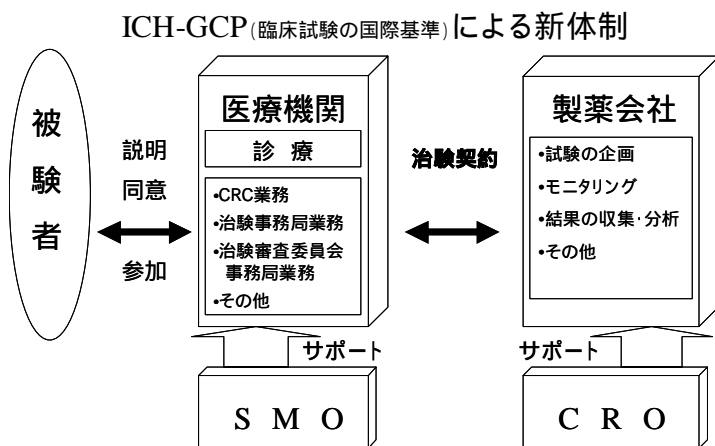 ICH-GCP(臨床試験の国際基準)による新体制
被験者
説明
同意
参加
医療機関
診 療
•CRC業務
•治験事務局業務
•治験審査委員会
事務局業務
•その他
治験契約
製薬会社
•試験の企画
•モニタリング
•結果の収集･分析
•その他
サポート
サポート
S M O
C R O